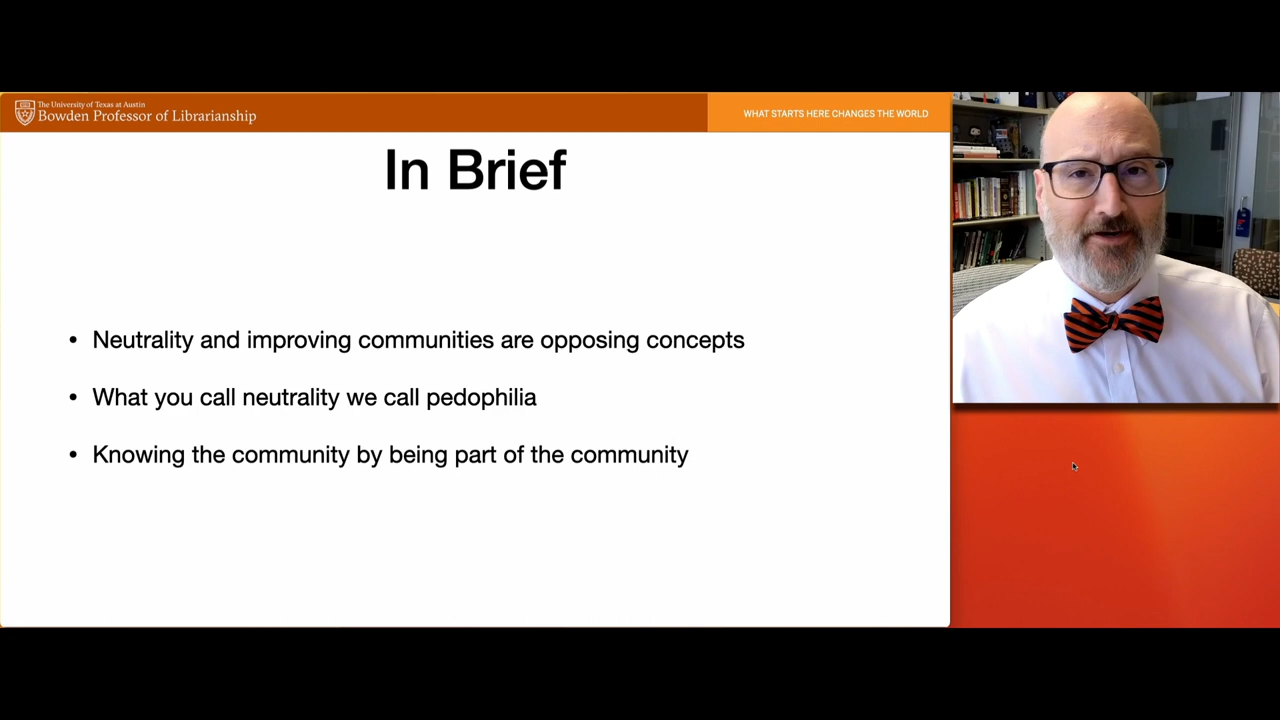 The University of Texas at Austin
Bowden Professor of Librarianship
WHAT STARTS HERE CHANGES THE WORLD
In Brief
• Neutrality and improving communities are opposing concepts
• What you call neutrality we call pedophilia
• Knowing the community by being part of the community